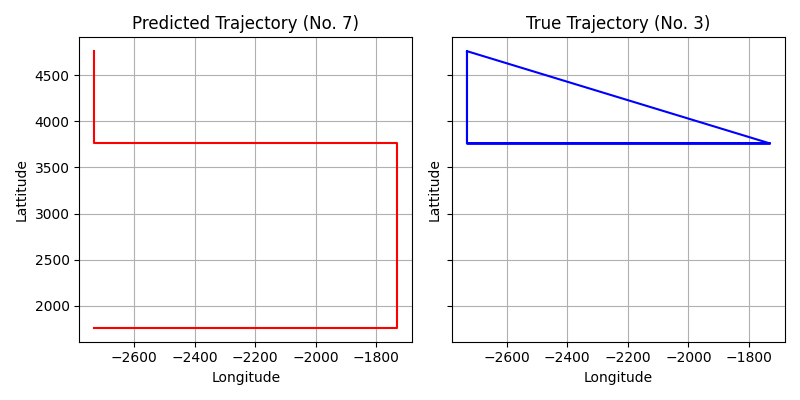 Predicted Trajectory (No. 7)
True Trajectory (No. 3)
Lattitude
4500
4000
3500
3000
2500
2000
−2600 −2400 −2200 −2000 −1800
Longitude
Lattitude
−2600 −2400 −2200 −2000 −1800
Longitude